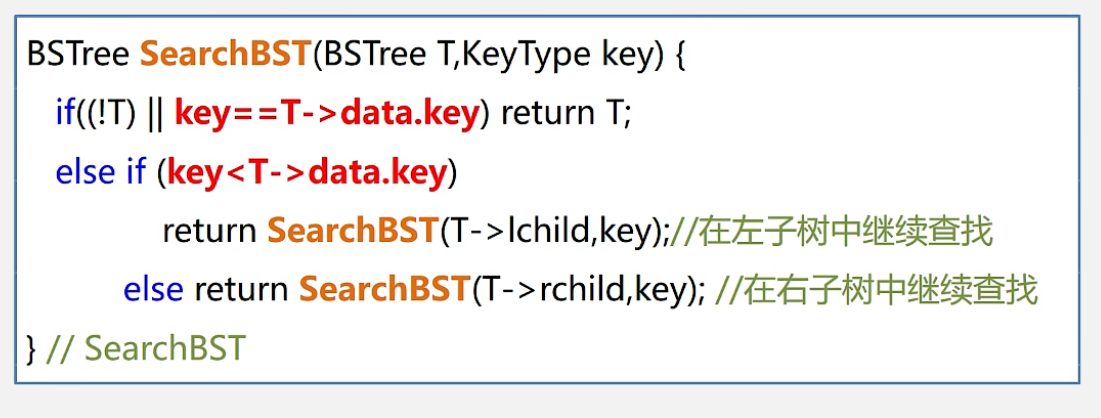 BSTree SearchBST(BSTree T,KeyType key) {
if((!T) || key==T->data.key) return T;
else if (key<T->data.key)
return SearchBST(T->lchild,key);//在左子树中继续查找
else return SearchBST(T->rchild,key); //在右子树中继续查找
} // SearchBST